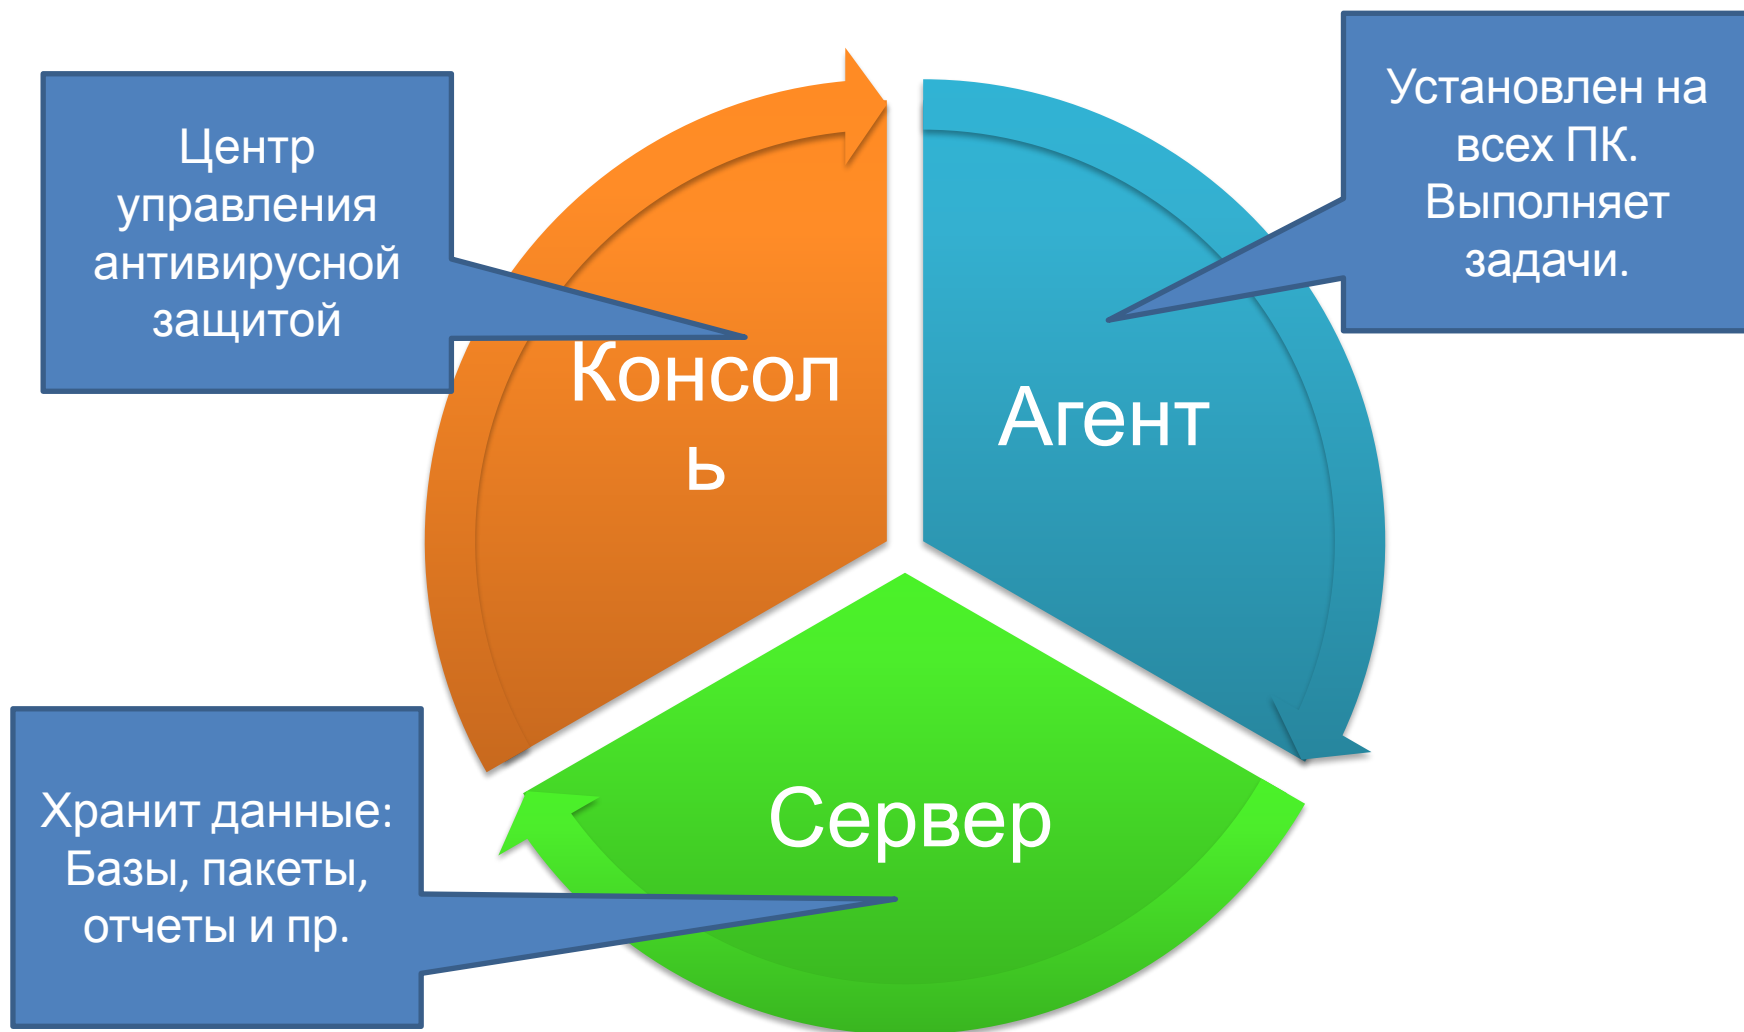 Центр
управления
антивирусной
защитой
Установлен на
всех ПК.
Выполняет
задачи.
Консол
ь
Агент
Сервер
Хранит данные:
Базы, пакеты,
отчеты и пр.